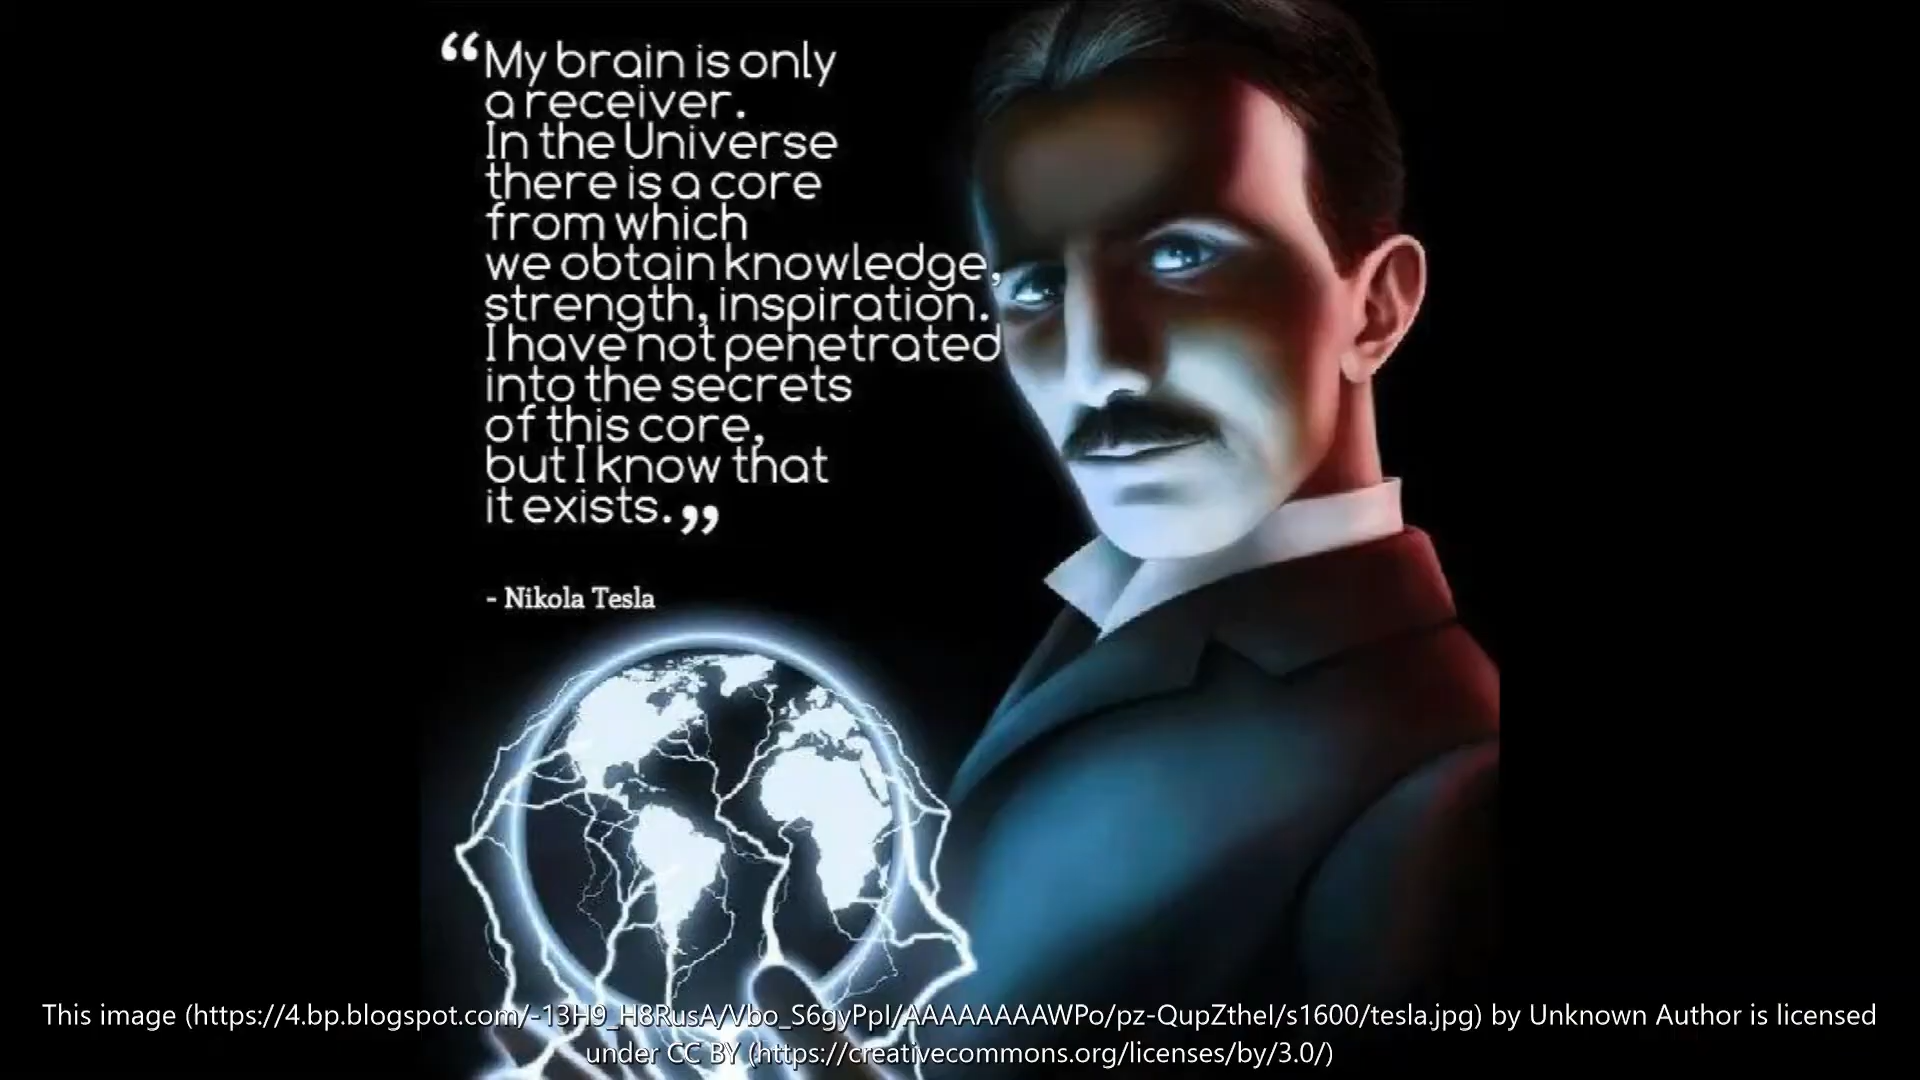 “My brain is only
a receiver.
In the Universe
there is a core
from which
we obtain knowledge,
strength, inspiration.
I have not penetrated
into the secrets
of this core,
but I know that
it exists.”
- Nikola Tesla
This image (https://4.bp.blogspot.com/-13H9_H8RusA/Vbo_S6gyPpI/AAAAAAAAWPo/pz-QupZtheI/s1600/tesla.jpg) by Unknown Author is licensed
under CC BY (https://creativecommons.org/licenses/by/3.0/)